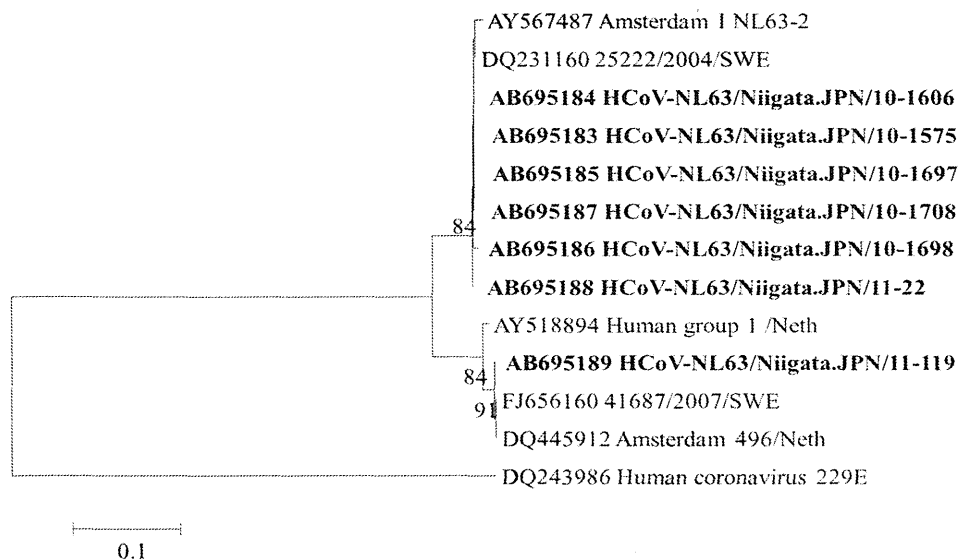 AY567487 Amsterdam 1 NL63-2
DQ231160 25222/2004/SWE
AB695184 HCoV-NL63/Niigata.JPN/10-1606
AB695183 HCoV-NL63/Niigata.JPN/10-1575
AB695185 HCoV-NL63/Niigata.JPN/10-1697
AB695187 HCoV-NL63/Niigata.JPN/10-1708
84
AB695186 HCoV-NL63/Niigata.JPN/10-1698
AB695188 HCoV-NL63/Niigata.JPN/11-22
AY518894 Human group 1 /Neth
AB695189 HCoV-NL63/Niigata.JPN/11-119
84
FJ656160 41687/2007/SWE
91
DQ445912 Amsterdam 496/Neth
DQ243986 Human coronavirus 229E
0.1